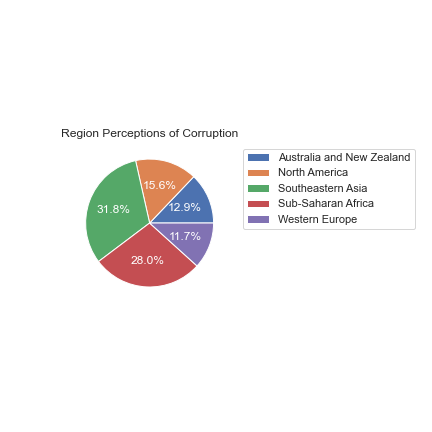 Region Perceptions of Corruption
Australia and New Zealand
North America
Southeastern Asia
Sub-Saharan Africa
Western Europe
15.6%
12.9%
31.8%
11.7%
28.0%